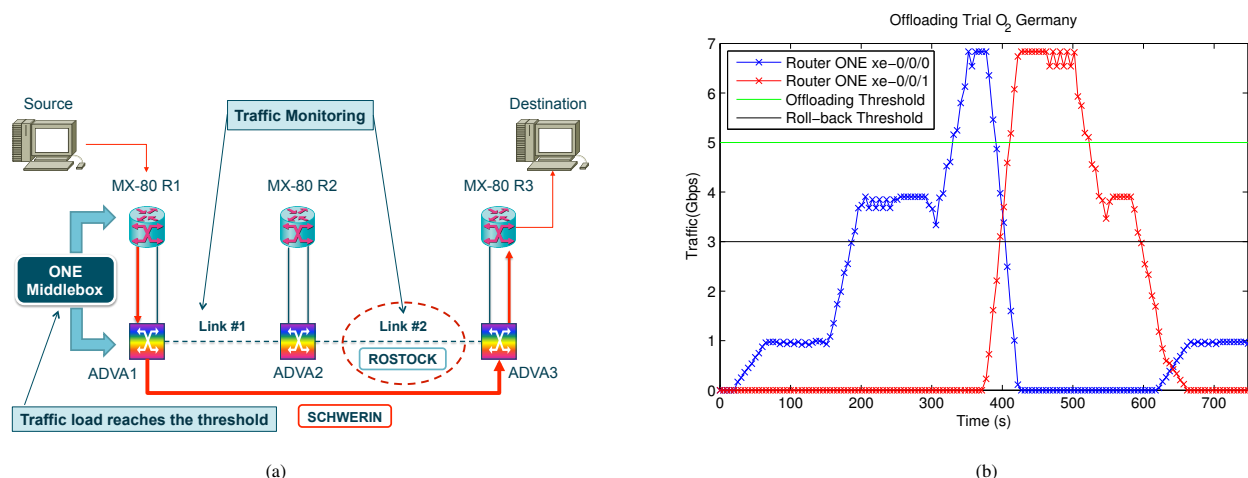 Source
Destination
Traffic Monitoring
MX-80 R1
MX-80 R2
MX-80 R3
ONE
Middlebox
Link #1
Link #2
ROSTOCK
ADVA1
ADVA2
ADVA3
Traffic load reaches the threshold
SCHWERIN
(a)
Offloading Trial O2 Germany
Router ONE xe−0/0/0
Router ONE xe−0/0/1
Offloading Threshold
Roll−back Threshold
Traffic(Gbps)
7
6
5
4
3
2
1
0
0 100 200 300 400 500 600 700
Time (s)
(b)